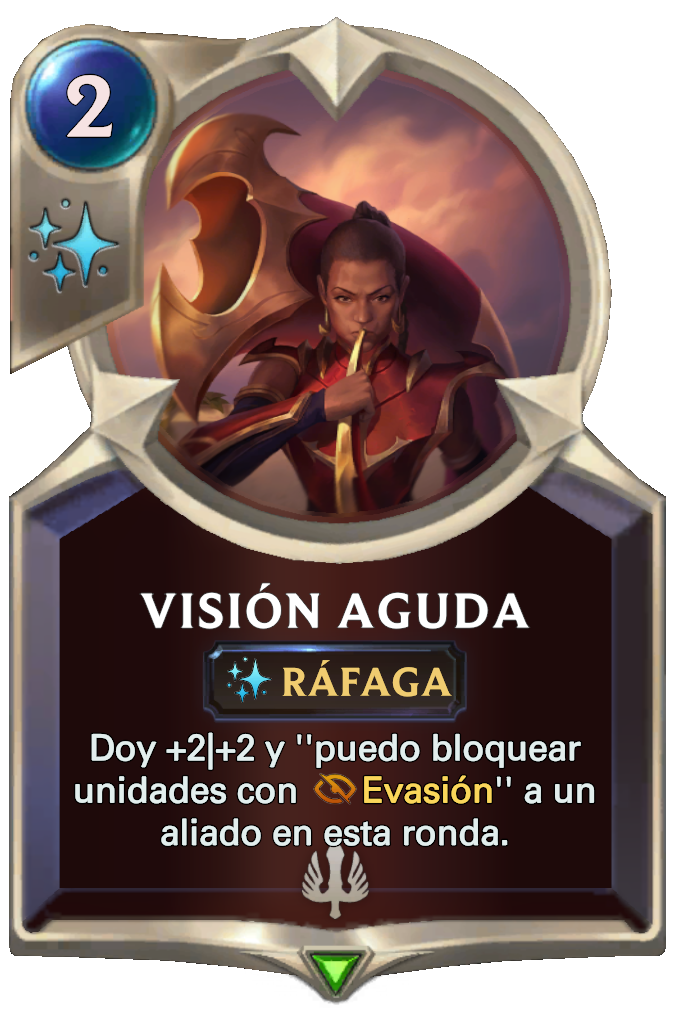 2
VISIÓN AGUDA
RÁFAGA
Doy +2|+2 y "puedo bloquear
unidades con Evasión" a un
aliado en esta ronda.